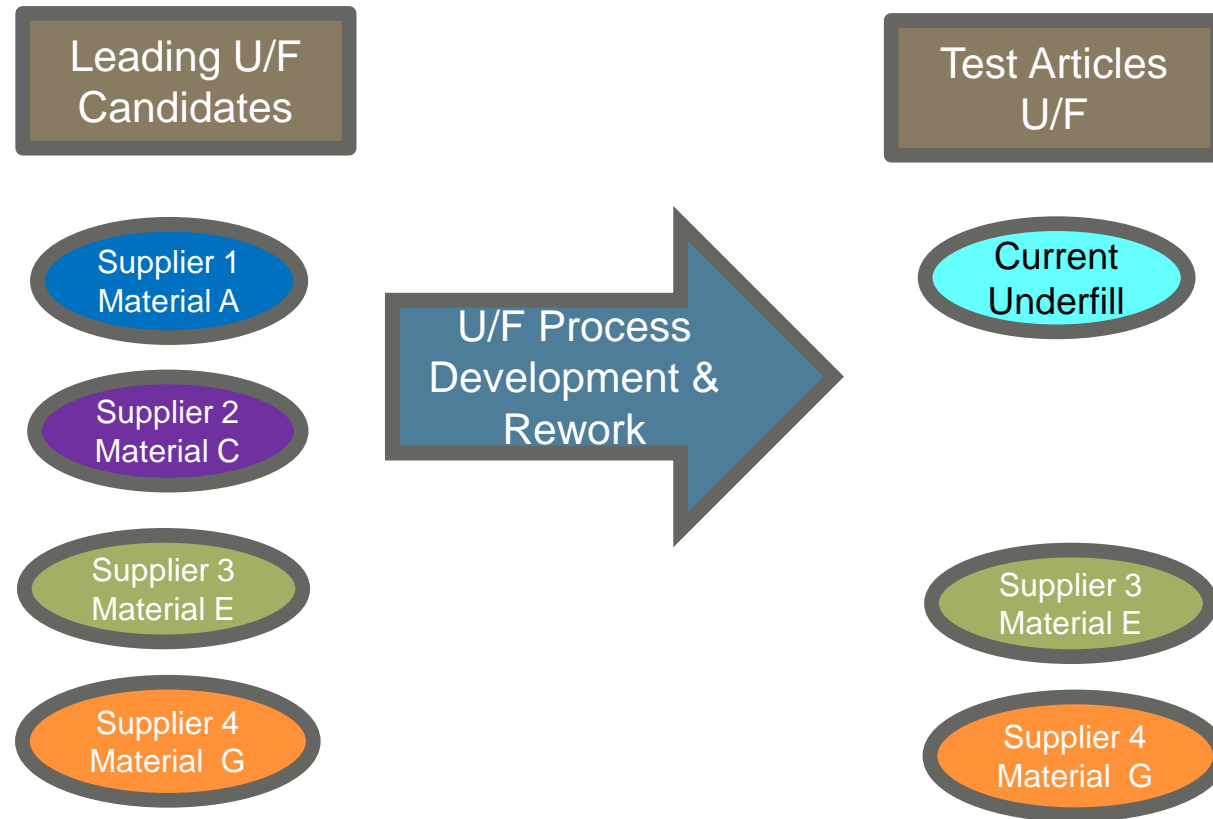 Leading U/F
Candidates
Supplier 1
Material A
Supplier 2
Material C
Supplier 3
Material E
Supplier 4
Material  G
U/F Process
Development &
Rework
Test Articles
U/F
Current
Underfill
Supplier 3
Material E
Supplier 4
Material  G